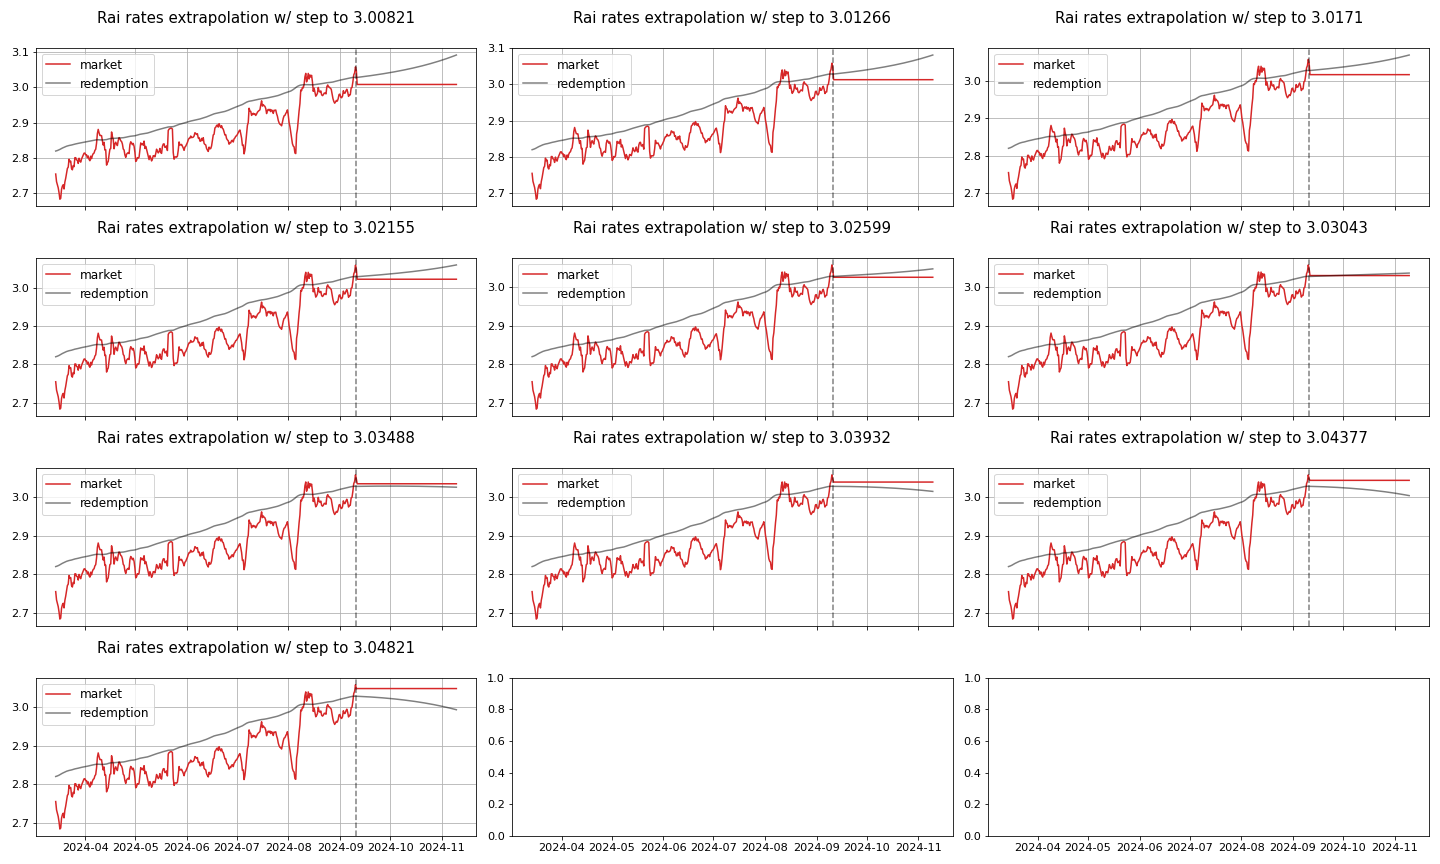 Rai rates extrapolation w/ step to 3.00821
Rai rates extrapolation w/ step to 3.01266
Rai rates extrapolation w/ step to 3.0171
3.1
3.0
2.9
2.8
2.7
market
redemption
3.1
3.0
2.9
2.8
2.7
market
redemption
3.0
2.9
2.8
2.7
market
redemption
Rai rates extrapolation w/ step to 3.02155
Rai rates extrapolation w/ step to 3.02599
Rai rates extrapolation w/ step to 3.03043
3.0
2.9
2.8
2.7
market
redemption
3.0
2.9
2.8
2.7
market
redemption
3.0
2.9
2.8
2.7
market
redemption
Rai rates extrapolation w/ step to 3.03488
Rai rates extrapolation w/ step to 3.03932
Rai rates extrapolation w/ step to 3.04377
3.0
2.9
2.8
2.7
market
redemption
3.0
2.9
2.8
2.7
market
redemption
3.0
2.9
2.8
2.7
market
redemption
Rai rates extrapolation w/ step to 3.04821
3.0
2.9
2.8
2.7
market
redemption
1.0
0.8
0.6
0.4
0.2
0.0
1.0
0.8
0.6
0.4
0.2
0.0
2024-04 2024-05 2024-06 2024-07 2024-08 2024-09 2024-10 2024-11
2024-04 2024-05 2024-06 2024-07 2024-08 2024-09 2024-10 2024-11
2024-04 2024-05 2024-06 2024-07 2024-08 2024-09 2024-10 2024-11